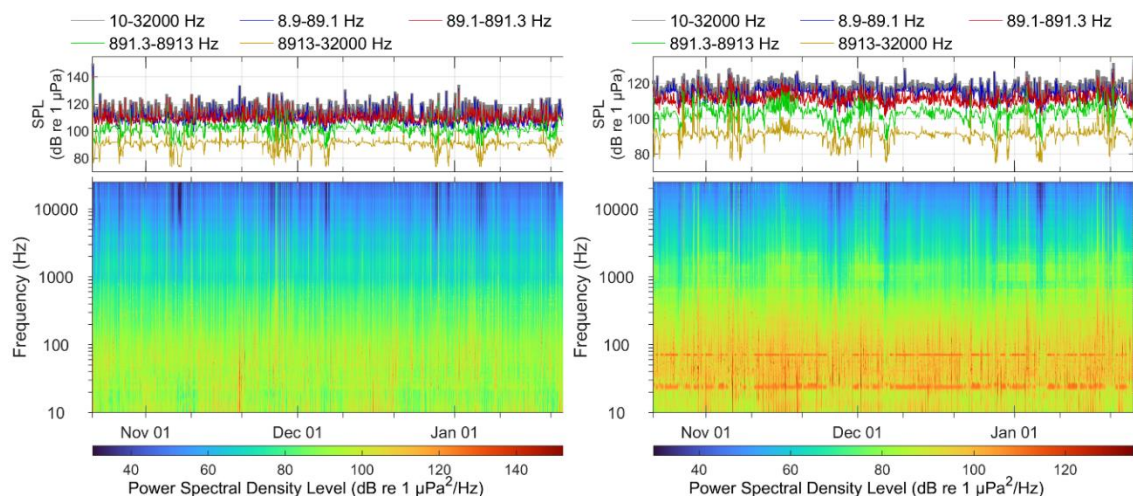 10-32000 Hz 8.9-89.1 Hz 89.1-891.3 Hz
891.3-8913 Hz 8913-32000 Hz
SPL
(dB re 1 µPa)
140
120
100
80
Frequency (Hz)
10000
1000
100
10
Nov 01 Dec 01 Jan 01
40 60 80 100 120 140
Power Spectral Density Level (dB re 1 µPa²/Hz)
10-32000 Hz 8.9-89.1 Hz 89.1-891.3 Hz
891.3-8913 Hz 8913-32000 Hz
SPL
(dB re 1 µPa)
120
100
80
Frequency (Hz)
10000
1000
100
10
Nov 01 Dec 01 Jan 01
40 60 80 100 120
Power Spectral Density Level (dB re 1 µPa²/Hz)